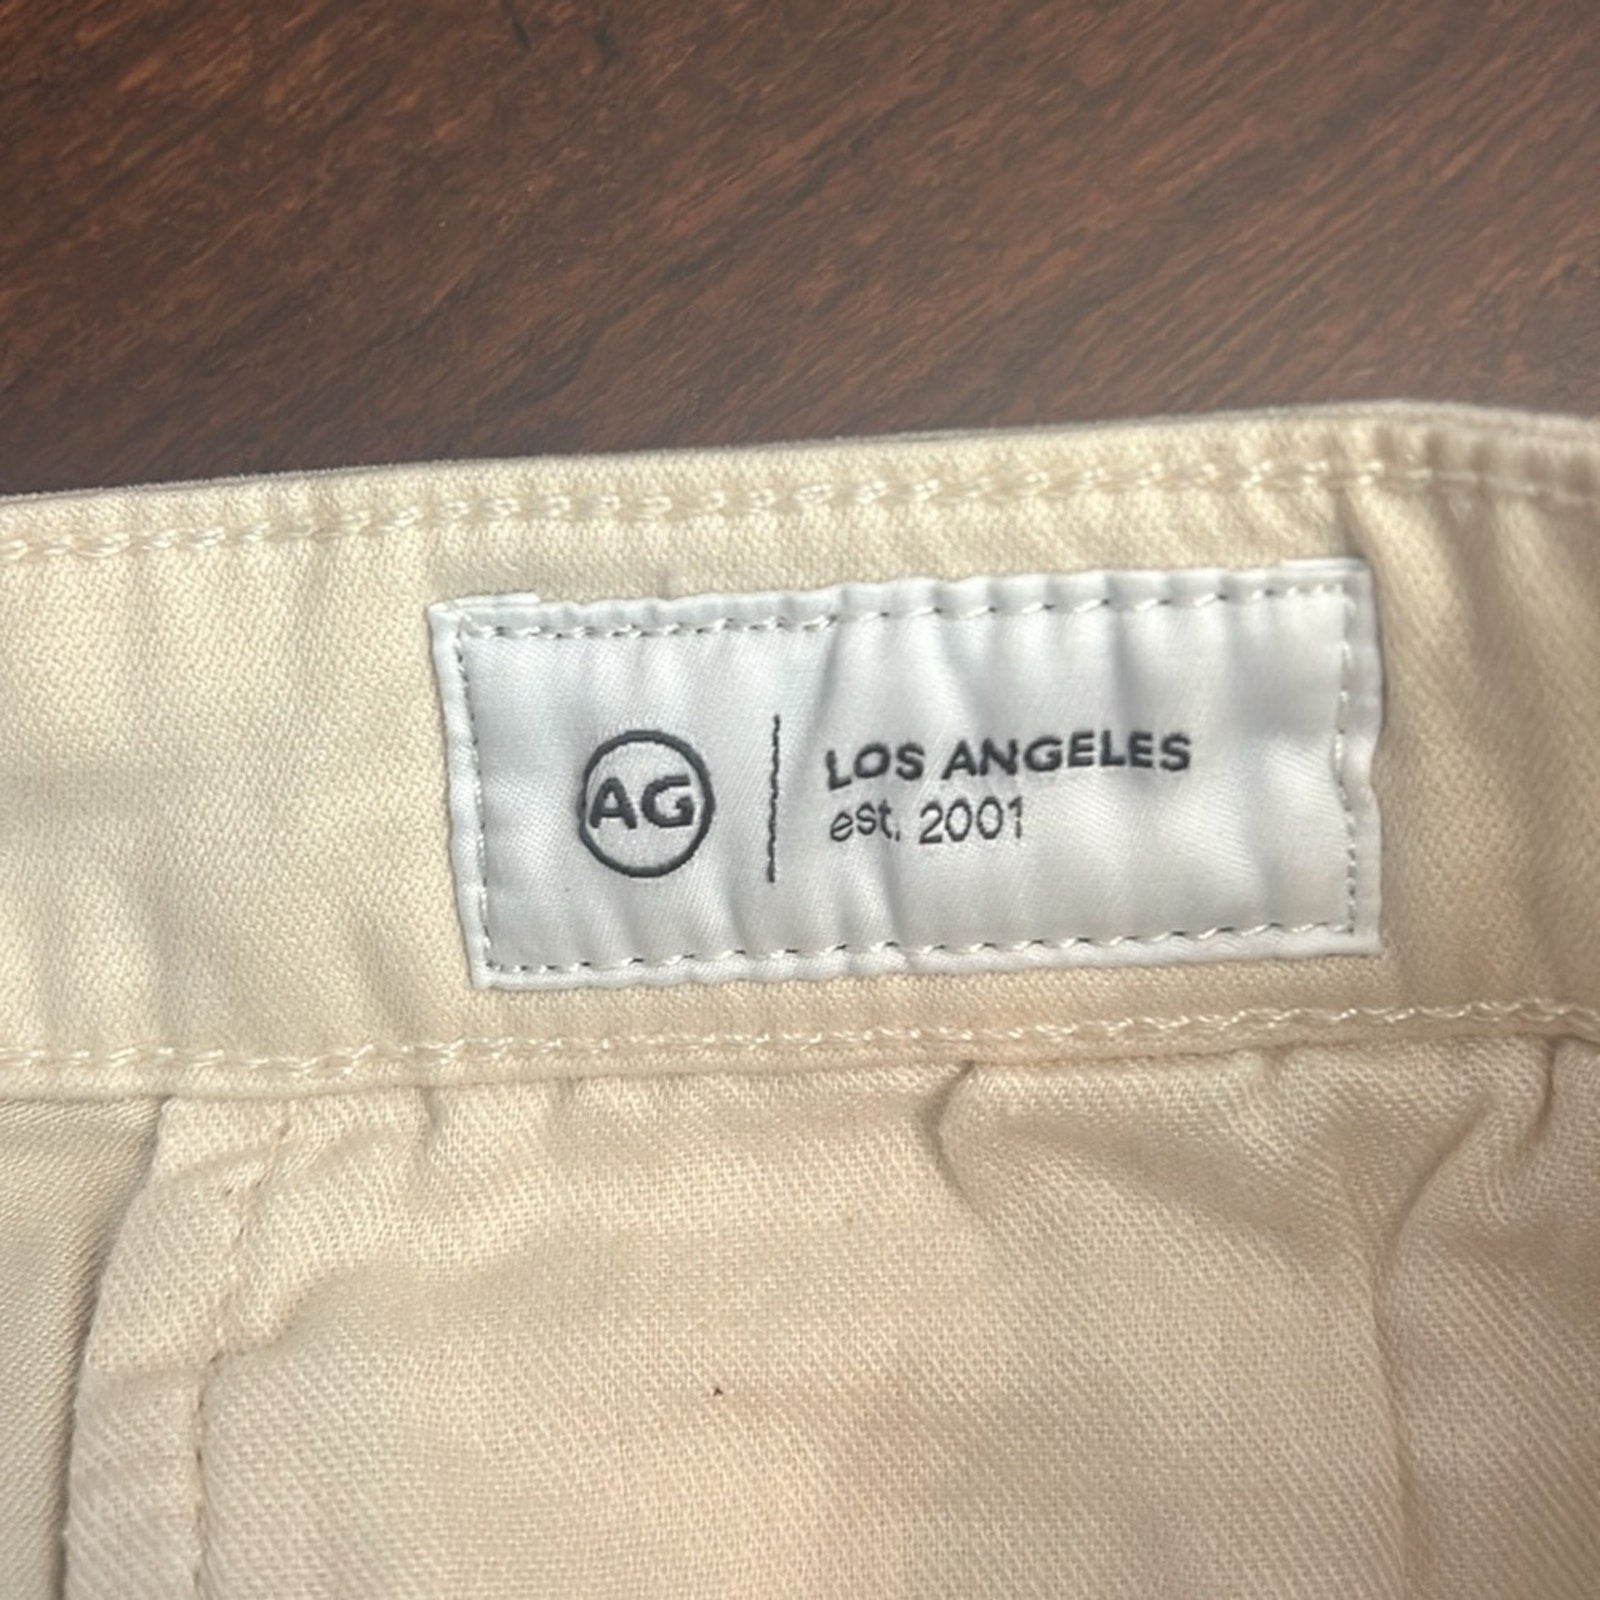 AG
LOS ANGELES
est. 2001